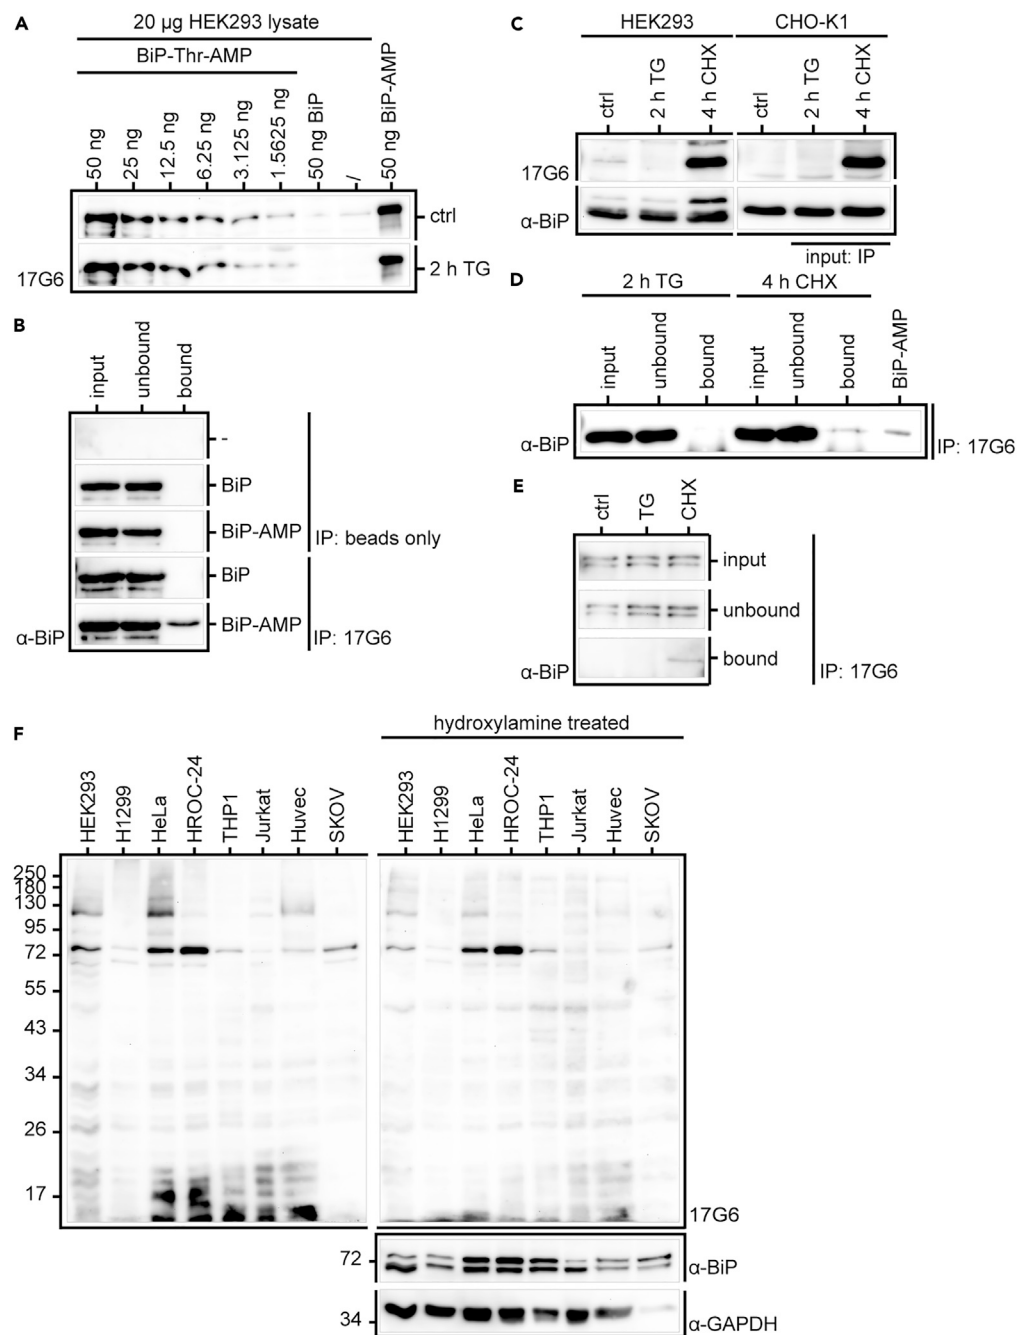 A
20 µg HEK293 lysate
BiP-Thr-AMP
50 ng
25 ng
12.5 ng
6.25 ng
3.125 ng
1.5625 ng
50 ng BiP
-/-
50 ng BiP-AMP
ctrl
17G6
2 h TG
B
input
unbound
bound
-
BiP
BiP-AMP
IP: beads only
BiP
α-BiP
BiP-AMP
IP: 17G6
C
HEK293
CHO-K1
ctrl
2 h TG
4 h CHX
ctrl
2 h TG
4 h CHX
17G6
α-BiP
input: IP
D
2 h TG
4 h CHX
input
unbound
bound
input
unbound
bound
BiP-AMP
α-BiP
IP: 17G6
E
ctrl
TG
CHX
input
unbound
bound
α-BiP
IP: 17G6
F
hydroxylamine treated
HEK293
H1299
HeLa
HROC-24
THP1
Jurkat
Huvec
SKOV
HEK293
H1299
HeLa
HROC-24
THP1
Jurkat
Huvec
SKOV
250
180
130
95
72
55
43
34
26
17
17G6
72
α-BiP
34
α-GAPDH